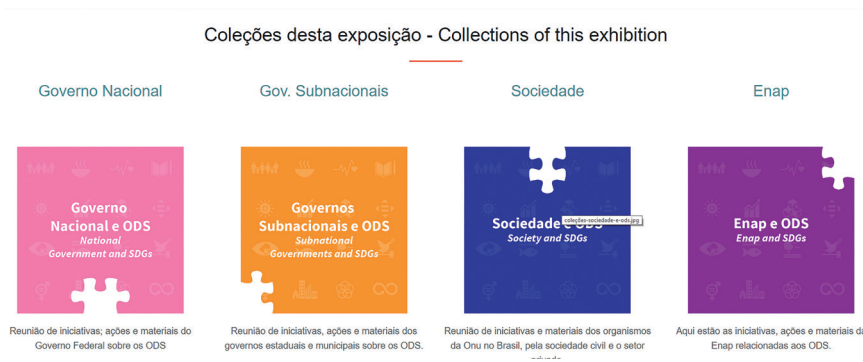 Coleções desta exposição - Collections of this exhibition
Governo Nacional
Gov. Subnacionais
Sociedade
Enap
Governo
Nacional e ODS
National
Government and SDGs
Governos
Subnacionais e ODS
Subnational
Governments and SDGs
Sociedade e ODS
coleções-sociedade-e-ods.jpg
Society and SDGs
Enap e ODS
Enap and SDGs
Reunião de iniciativas; ações e materiais do
Governo Federal sobre os ODS
Reunião de iniciativas, ações e materiais dos
governos estaduais e municipais sobre os ODS.
Reunião de iniciativas e materiais dos organismos
da Onu no Brasil, pela sociedade civil e o setor
Aqui estão as iniciativas, ações e materiais da
Enap relacionadas aos ODS.